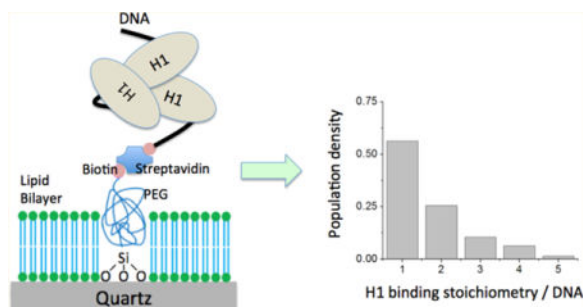 DNA
H1
H1
H1
Biotin
Streptavidin
Lipid
Bilayer
PEG
Si
O O O
Quartz
Population density
0.75
0.50
0.25
0.00
1 2 3 4 5
H1 binding stoichiometry / DNA